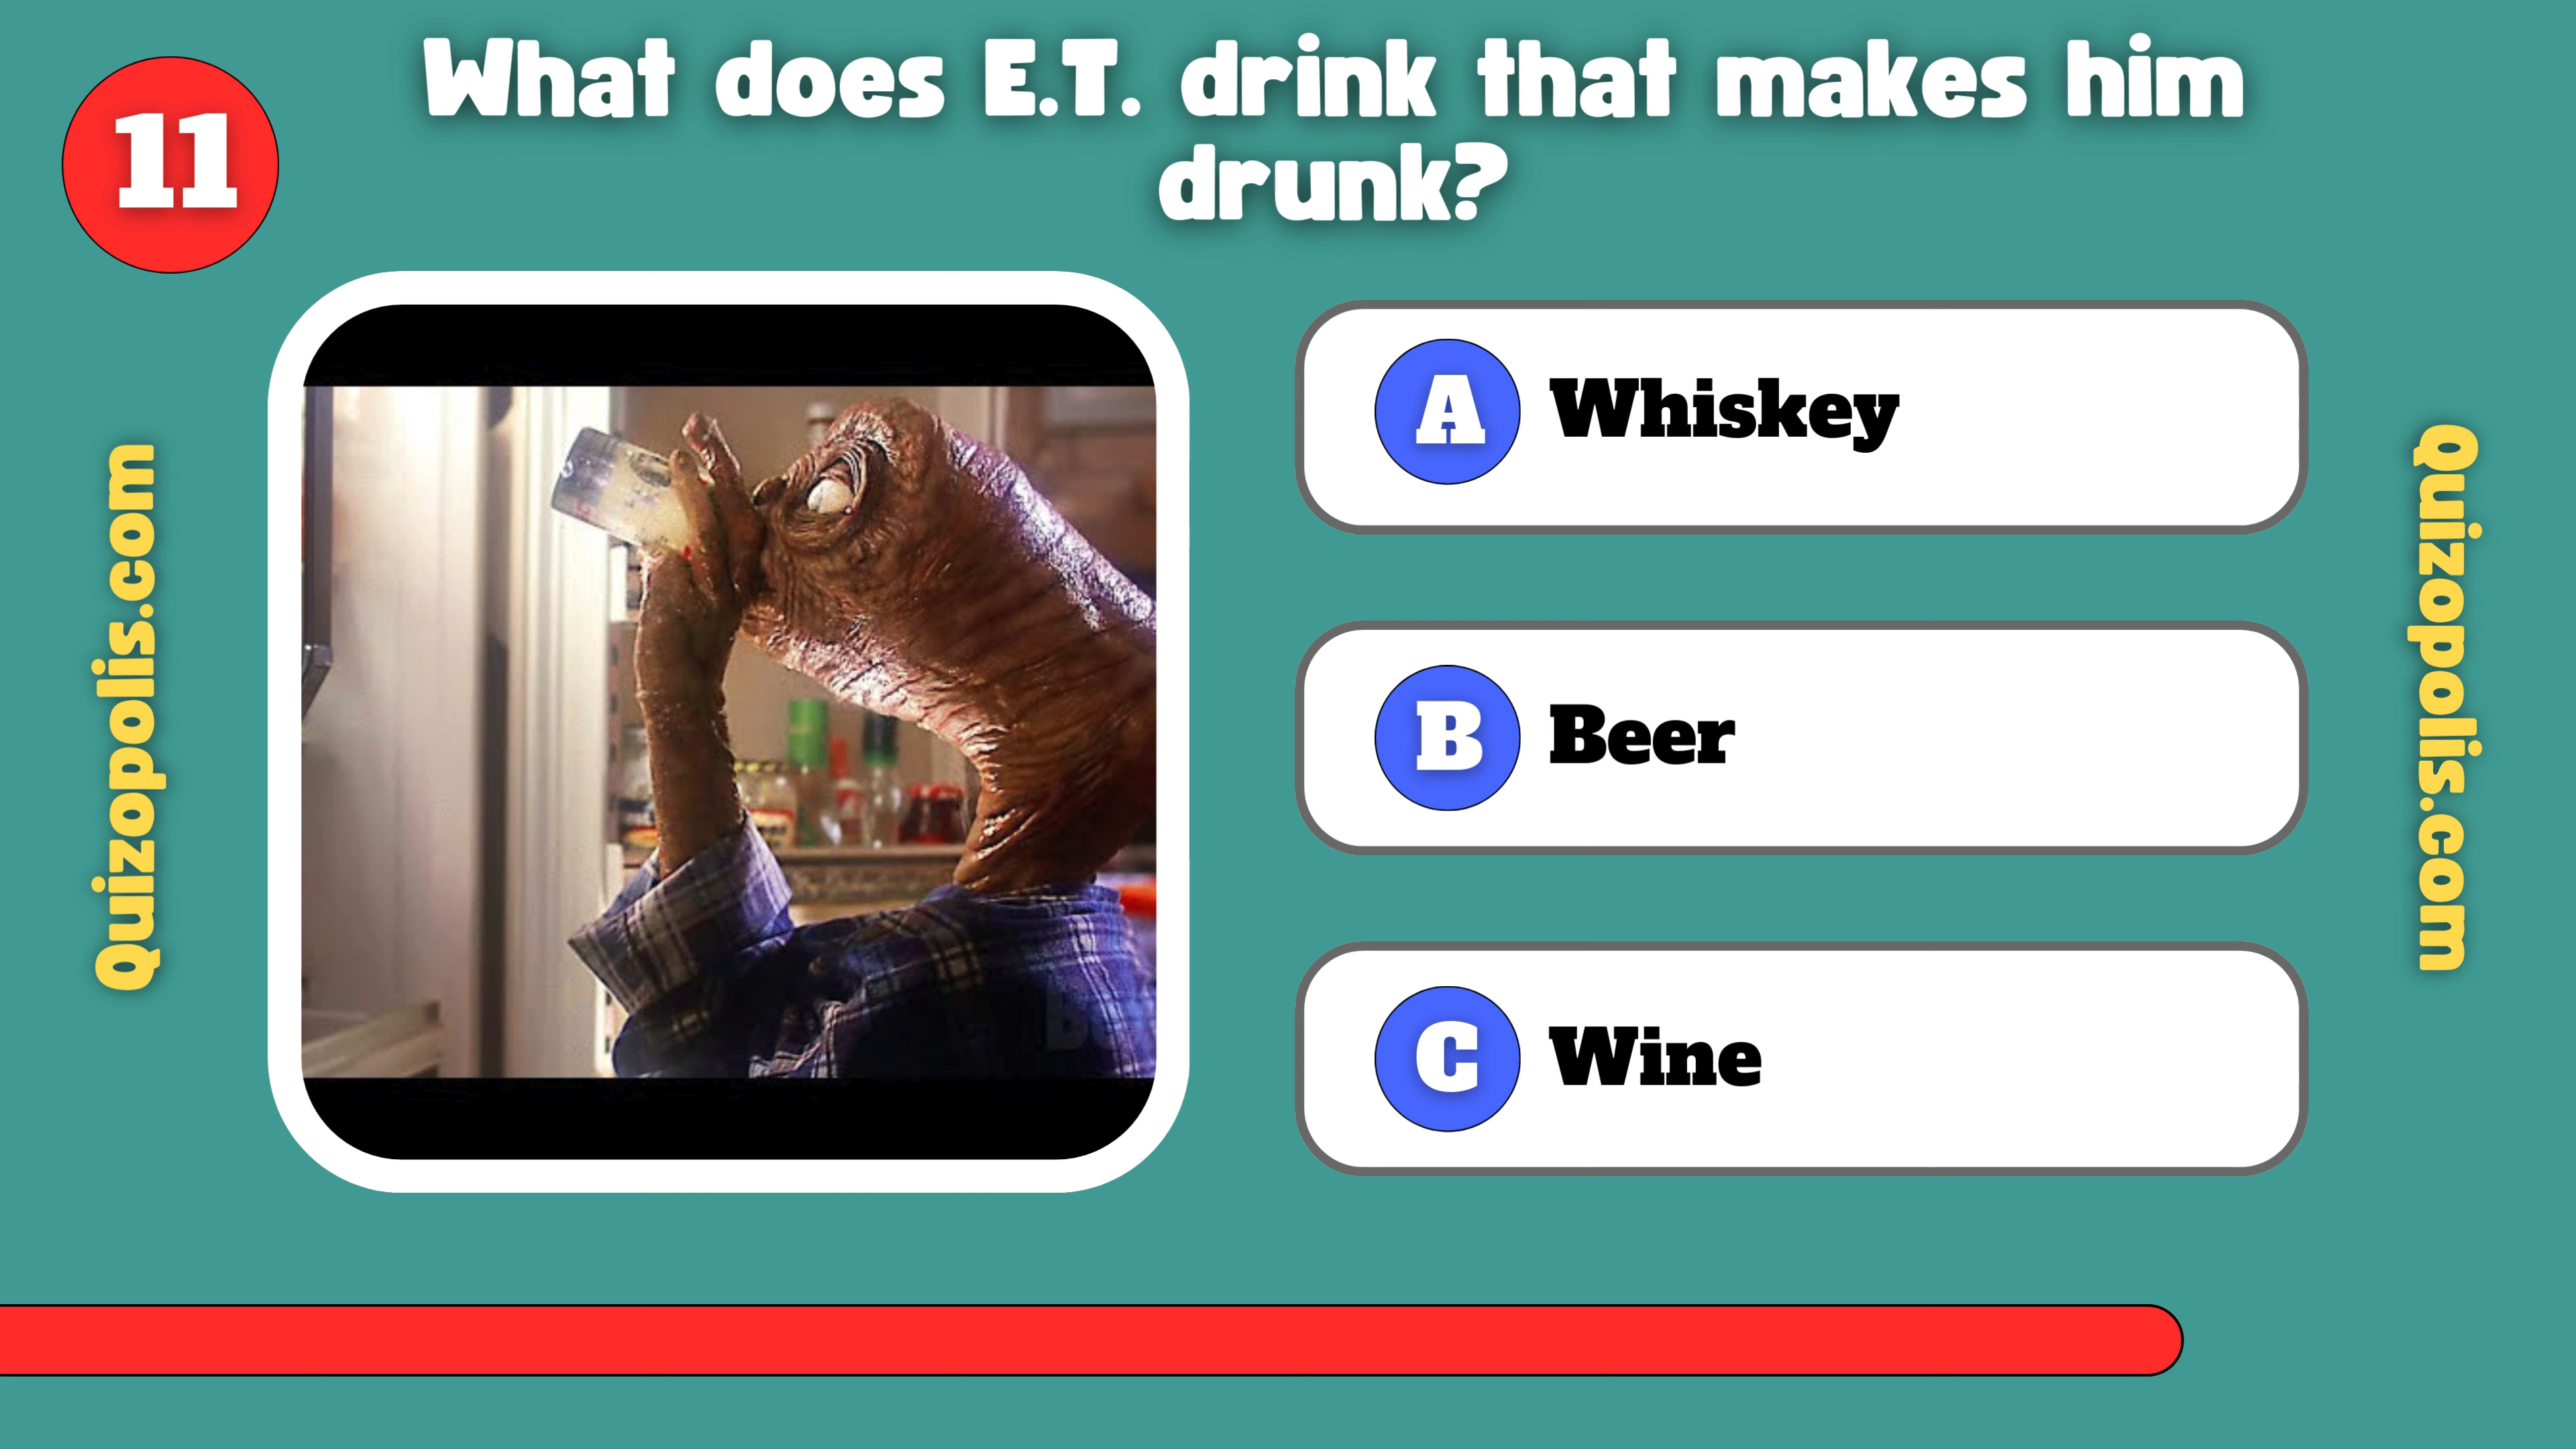 11
What does E.T. drink that makes him
drunk?
Quizopolis.com
A Whiskey
B Beer
C Wine
Quizopolis.com